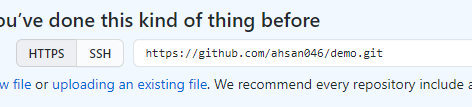 you've done this kind of thing before
HTTPS SSH https://github.com/ahsan046/demo.git
file or uploading an existing file. We recommend every repository include